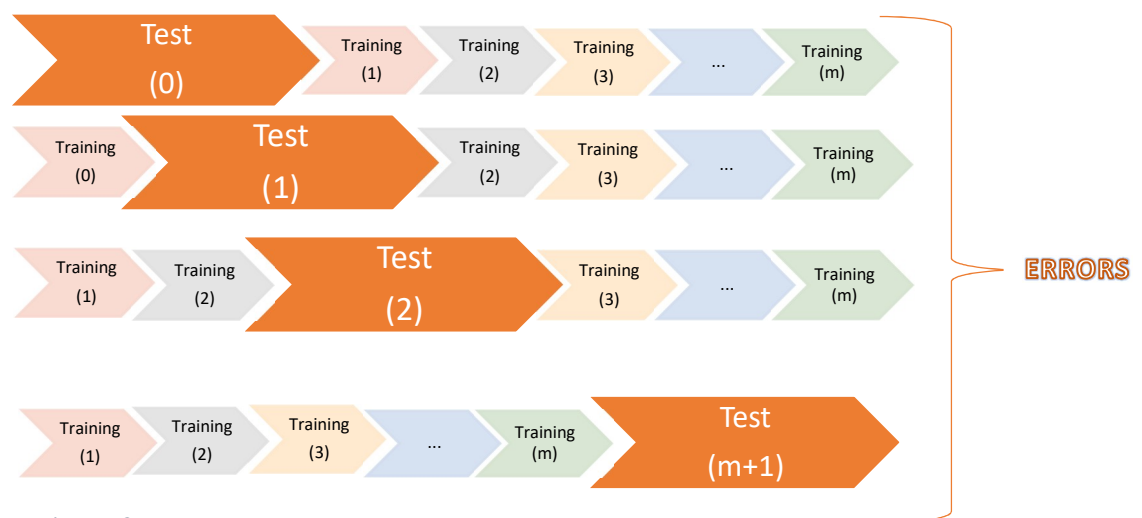 Test
(0)
Training
(1)
Training
(2)
Training
(3)
...
Training
(m)
Training
(0)
Test
(1)
Training
(2)
Training
(3)
...
Training
(m)
Training
(1)
Training
(2)
Test
(2)
Training
(3)
...
Training
(m)
ERRORS
Training
(1)
Training
(2)
Training
(3)
...
Training
(m)
Test
(m+1)